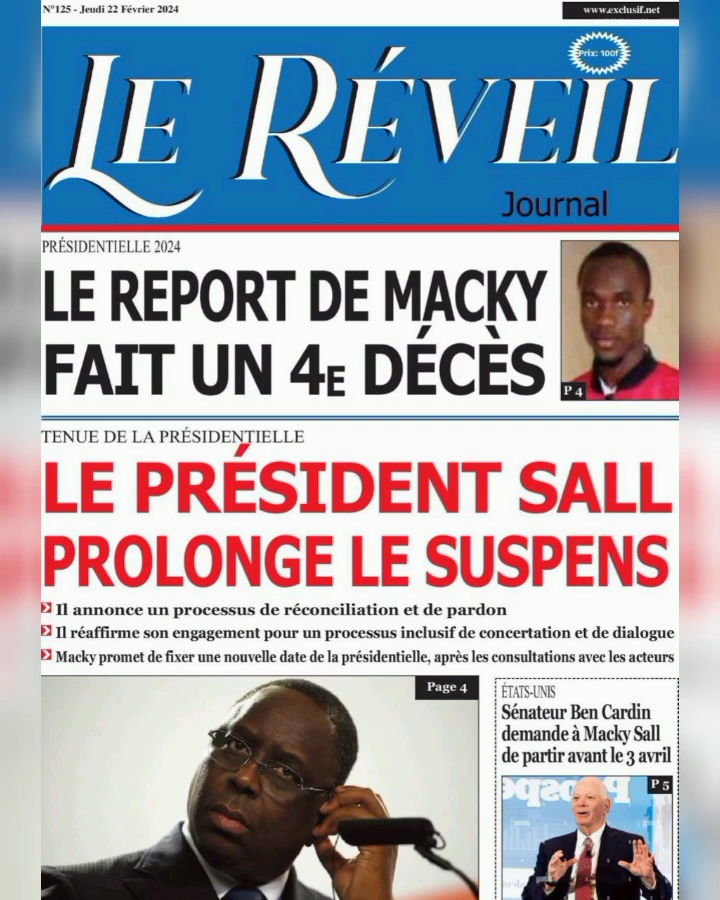 N°125 - Jeudi 22 Février 2024
www.exclusif.net
Prix: 100f
LE RÉVEIL
Journal
PRÉSIDENTIELLE 2024
LE REPORT DE MACKY
FAIT UN 4E DÉCÈS
P 4
TENUE DE LA PRÉSIDENTIELLE
LE PRÉSIDENT SALL
PROLONGE LE SUSPENS
Il annonce un processus de réconciliation et de pardon
Il réaffirme son engagement pour un processus inclusif de concertation et de dialogue
Macky promet de fixer une nouvelle date de la présidentielle, après les consultations avec les acteurs
Page 4
ÉTATS-UNIS
Sénateur Ben Cardin
demande à Macky Sall
de partir avant le 3 avril
P 5